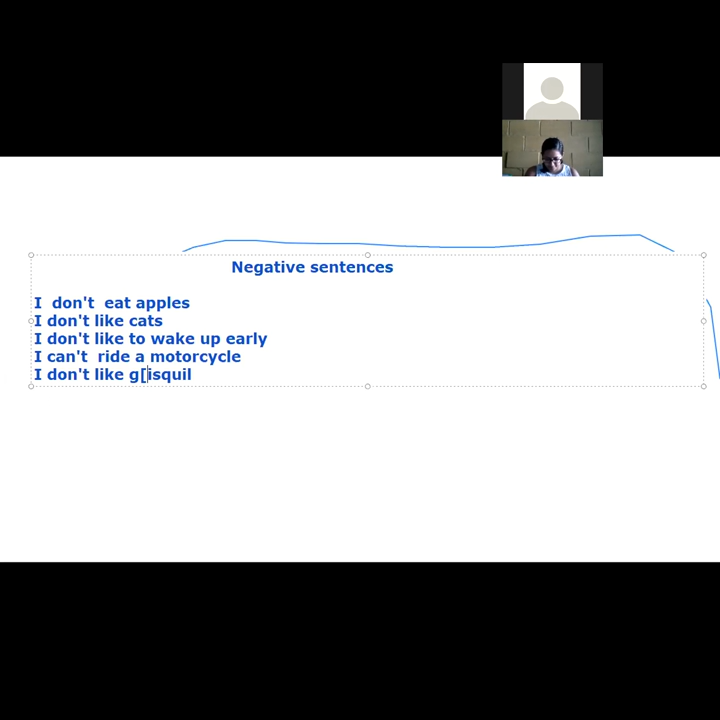 Negative sentences
I don't eat apples
I don't like cats
I don't like to wake up early
I can't ride a motorcycle
I don't like g[isquil